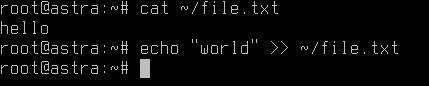 root@astra:~# cat ~/file.txt
hello
root@astra:~# echo "world" >> ~/file.txt
root@astra:~#